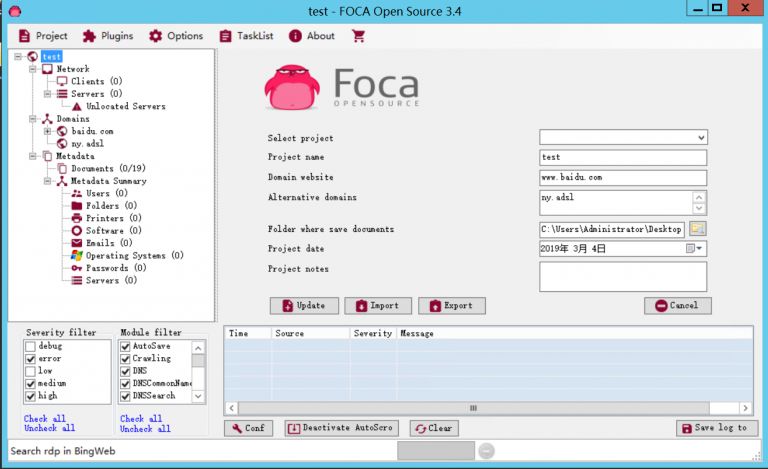 test - FOCA Open Source 3.4
Project Plugins Options TaskList About
test
Network
Clients (0)
Servers (0)
Unlocated Servers
Domains
baidu.com
ny.adsl
Metadata
Documents (0/19)
Metadata Summary
Users (0)
Folders (0)
Printers (0)
Software (0)
Emails (0)
Operating Systems (0)
Passwords (0)
Servers (0)
Foca
OPENSOURCE
Select project
Project name test
Domain website www.baidu.com
Alternative domains ny.adsl
Folder where save documents C:\Users\Administrator\Desktop
Project date 2019年 3月 4日
Project notes
Update Import Export Cancel
Severity filter
debug
error
low
medium
high
Check all
Uncheck all
Module filter
AutoSave
Crawling
DNS
DNSCommonName
DNSSearch
Check all
Uncheck all
Time Source Severity Message
Conf Deactivate AutoScro Clear Save log to
Search rdp in BingWeb